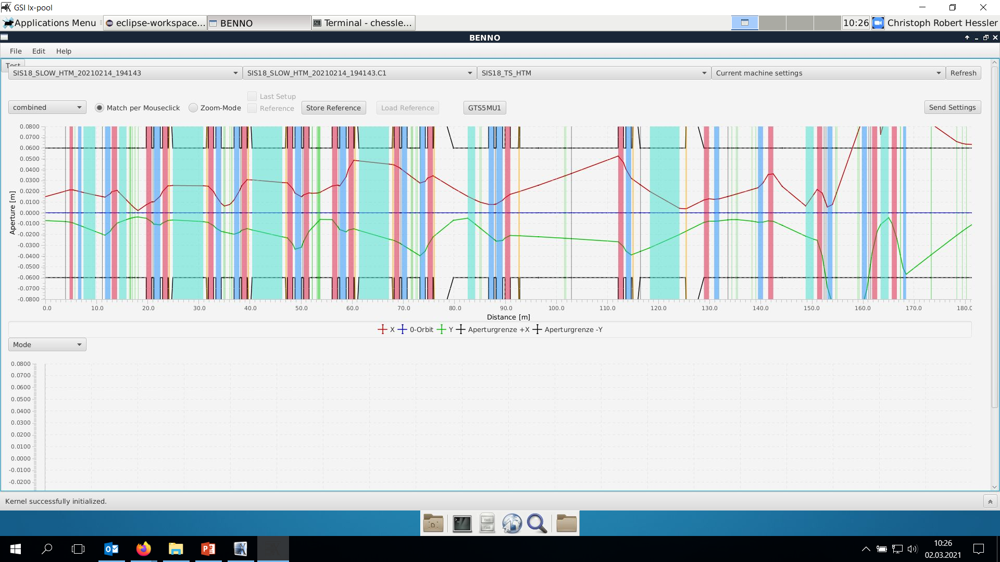 GSI lx-pool
Applications Menu eclipse-workspace... BENNO Terminal - chessle... 10:26 Christoph Robert Hessler
BENNO
File Edit Help
Test
SIS18_SLOW_HTM_20210214_194143 SIS18_SLOW_HTM_20210214_194143.C1 SIS18_TS_HTM Current machine settings Refresh
Last Setup
combined Match per Mouseclick Zoom-Mode Reference Store Reference Load Reference GTS5MU1 Send Settings
0.0800
0.0700
0.0600
0.0500
0.0400
0.0300
0.0200
0.0100
0.0000
-0.0100
-0.0200
-0.0300
-0.0400
-0.0500
-0.0600
-0.0700
-0.0800
Aperture [m]
0.0 10.0 20.0 30.0 40.0 50.0 60.0 70.0 80.0 90.0 100.0 110.0 120.0 130.0 140.0 150.0 160.0 170.0 180.0
Distance [m]
X 0-Orbit Y Aperturgrenze +X Aperturgrenze -Y
Mode
0.0800
0.0700
0.0600
0.0500
0.0400
0.0300
0.0200
0.0100
0.0000
-0.0100
-0.0200
Kernel successfully initialized.
10:26
02.03.2021